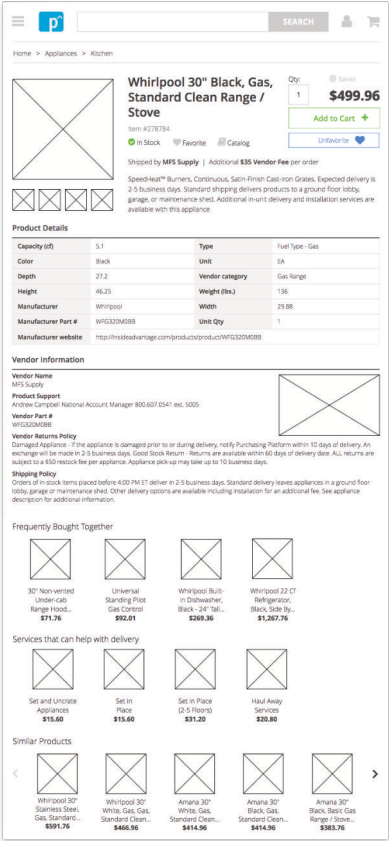 p^
SEARCH
Home > Appliances > Kitchen
Whirlpool 30" Black, Gas,
Standard Clean Range /
Stove
Item #278784
In Stock Favorite Catalog
Qty: Saver
1 $499.96
Add to Cart +
Unfavorite
Shipped by MFS Supply | Additional $35 Vendor Fee per order
SpeedHeat™ Burners, Continuous, Satin-Finish Cast-Iron Grates. Expected delivery is
2-5 business days. Standard shipping delivers products to a ground floor lobby,
garage, or maintenance shed. Additional in-unit delivery and installation services are
available with this appliance
Product Details
Capacity (cf) 5.1 Type Fuel Type - Gas
Color Black Unit EA
Depth 27.2 Vendor category Gas Range
Height 46.25 Weight (lbs.) 136
Manufacturer Whirlpool Width 29.88
Manufacturer Part # WFG320M0BB Unit Qty 1
Manufacturer website http://insideadvantage.com/products/product/WFG320M0BB
Vendor Information
Vendor Name
MFS Supply
Product Support
Andrew Campbell National Account Manager 800.607.0541 ext. 5005
Vendor Part #
WFG320M0BB
Vendor Returns Policy
Damaged Appliance - If the appliance is damaged prior to or during delivery, notify Purchasing Platform within 10 days of delivery. An
exchange will be made in 2-5 business days. Good Stock Return - Returns are available within 60 days of delivery date. ALL returns are
subject to a $50 restock fee per appliance. Appliance pick-up may take up to 10 business days.
Shipping Policy
Orders of in-stock items placed before 4:00 PM ET deliver in 2-5 business days. Standard delivery leaves appliances in a ground floor
lobby, garage or maintenance shed. Other delivery options are available including installation for an additional fee. See appliance
description for additional information.
Frequently Bought Together
30" Non-vented
Under-cab
Range Hood...
$71.76
Universal
Standing Pilot
Gas Control
$92.01
Whirlpool Built-
in Dishwasher,
Black - 24" Tall...
$269.36
Whirlpool 22 CF
Refrigerator,
Black, Side By...
$1,267.76
Services that can help with delivery
Set and Uncrate
Appliances
$15.60
Set in
Place
$15.60
Set in Place
(2-5 Floors)
$31.20
Haul Away
Services
$20.80
Similar Products
Whirlpool 30"
Stainless Steel,
Gas, Standard...
$591.76
Whirlpool 30"
White, Gas, Gas,
Standard Clean...
$466.96
Amana 30"
White, Gas,
Standard Clean...
$414.96
Amana 30"
Black, Gas,
Standard Clean...
$414.96
Amana 30"
Black, Basic Gas
Range / Stove...
$383.76